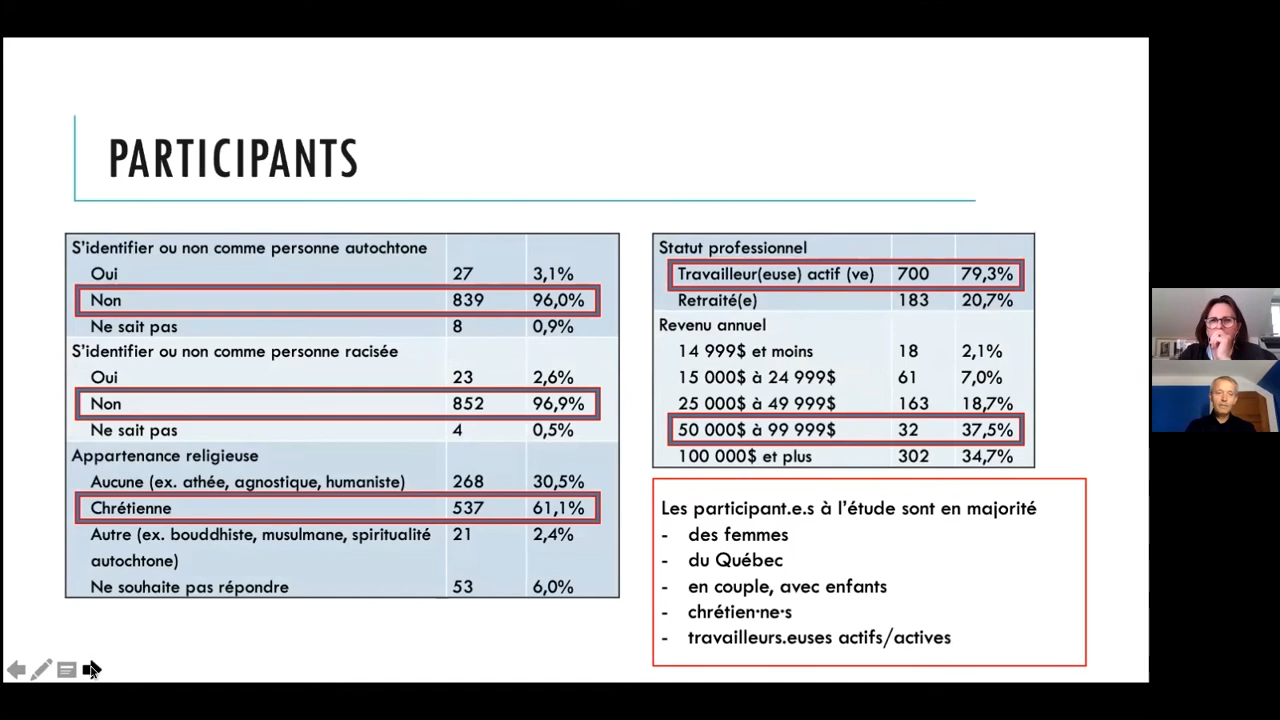 PARTICIPANTS
S'identifier ou non comme personne autochtone
Oui 27 3,1%
Non 839 96,0%
Ne sait pas 8 0,9%
S'identifier ou non comme personne racisée
Oui 23 2,6%
Non 852 96,9%
Ne sait pas 4 0,5%
Appartenance religieuse
Aucune (ex. athée, agnostique, humaniste) 268 30,5%
Chrétienne 537 61,1%
Autre (ex. bouddhiste, musulmane, spiritualité 21 2,4%
autochtone)
Ne souhaite pas répondre 53 6,0%
Statut professionnel
Travailleur(euse) actif (ve) 700 79,3%
Retraité(e) 183 20,7%
Revenu annuel
14 999$ et moins 18 2,1%
15 000$ à 24 999$ 61 7,0%
25 000$ à 49 999$ 163 18,7%
50 000$ à 99 999$ 32 37,5%
100 000$ et plus 302 34,7%
Les participant.e.s à l'étude sont en majorité
- des femmes
- du Québec
- en couple, avec enfants
- chrétien·ne·s
- travailleurs.euses actifs/actives